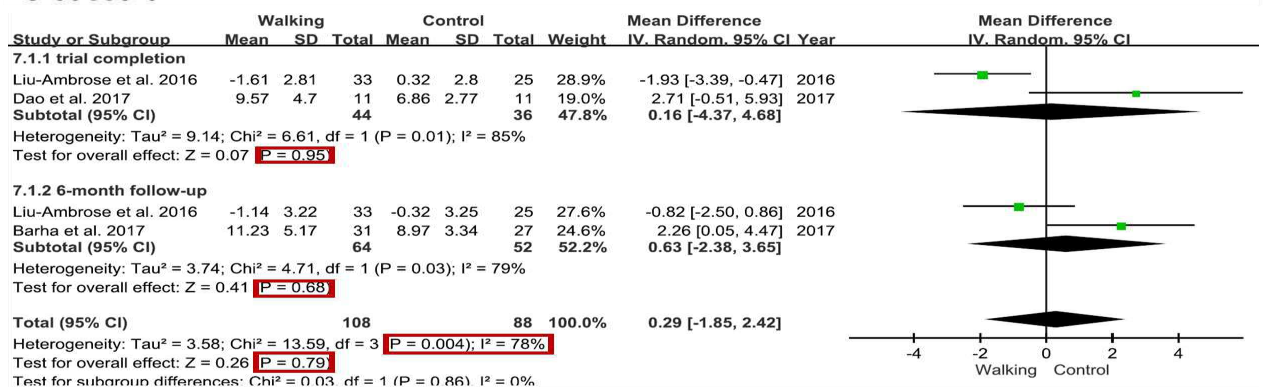 Walking Control Mean Difference Mean Difference
Study or Subgroup Mean SD Total Mean SD Total Weight IV. Random. 95% CI Year IV. Random. 95% CI
7.1.1 trial completion
Liu-Ambrose et al. 2016 -1.61 2.81 33 0.32 2.8 25 28.9% -1.93 [-3.39, -0.47] 2016
Dao et al. 2017 9.57 4.7 11 6.86 2.77 11 19.0% 2.71 [-0.51, 5.93] 2017
Subtotal (95% CI) 44 36 47.8% 0.16 [-4.37, 4.68]
Heterogeneity: Tau² = 9.14; Chi² = 6.61, df = 1 (P = 0.01); I² = 85%
Test for overall effect: Z = 0.07 (P = 0.95)
7.1.2 6-month follow-up
Liu-Ambrose et al. 2016 -1.14 3.22 33 -0.32 3.25 25 27.6% -0.82 [-2.50, 0.86] 2016
Barha et al. 2017 11.23 5.17 31 8.97 3.34 27 24.6% 2.26 [0.05, 4.47] 2017
Subtotal (95% CI) 64 52 52.2% 0.63 [-2.38, 3.65]
Heterogeneity: Tau² = 3.74; Chi² = 4.71, df = 1 (P = 0.03); I² = 79%
Test for overall effect: Z = 0.41 (P = 0.68)
Total (95% CI) 108 88 100.0% 0.29 [-1.85, 2.42]
Heterogeneity: Tau² = 3.58; Chi² = 13.59, df = 3 (P = 0.004); I² = 78%
Test for overall effect: Z = 0.26 (P = 0.79)
Test for subgroup differences: Chi² = 0.03, df = 1 (P = 0.86), I² = 0%
-4 -2 0 2 4
Walking Control